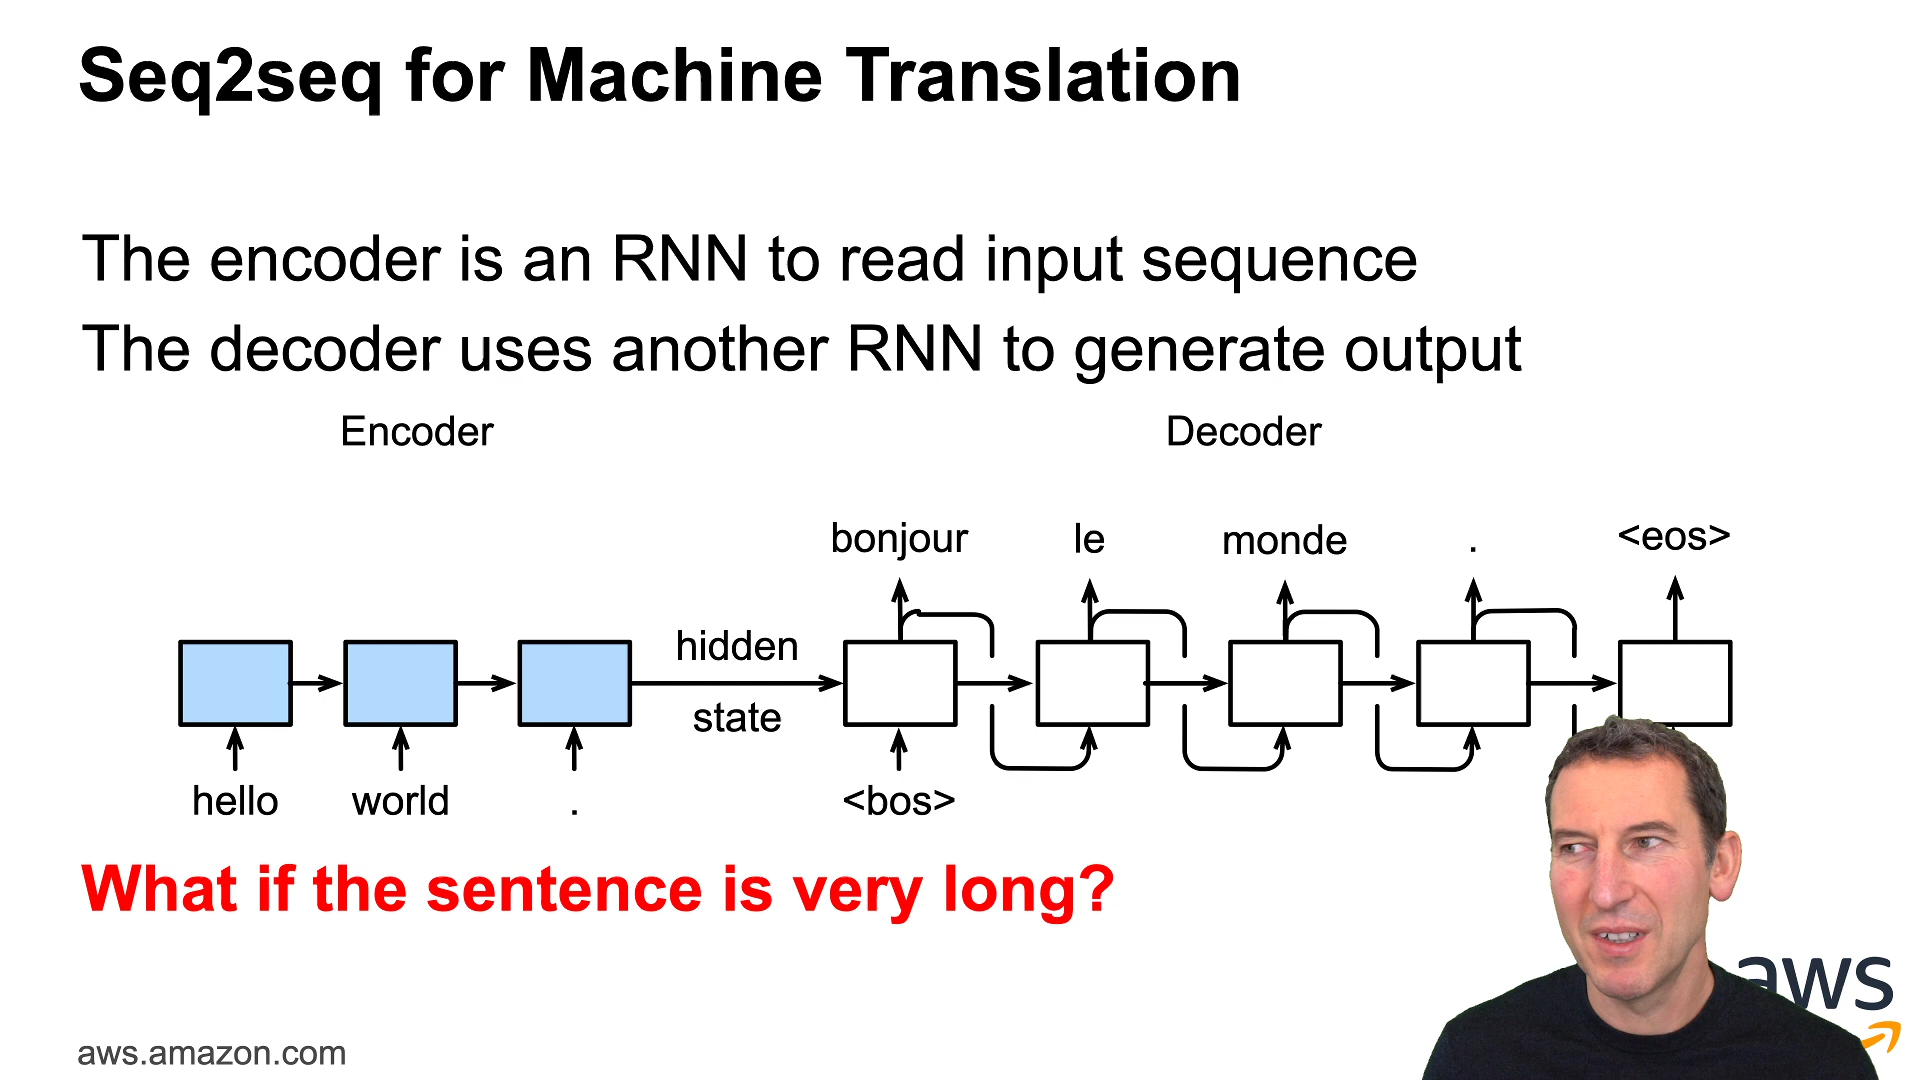 Seq2seq for Machine Translation
The encoder is an RNN to read input sequence
The decoder uses another RNN to generate output
Encoder
Decoder
bonjour le monde . <eos>
hidden
state
hello world . <bos>
What if the sentence is very long?
aws
aws.amazon.com